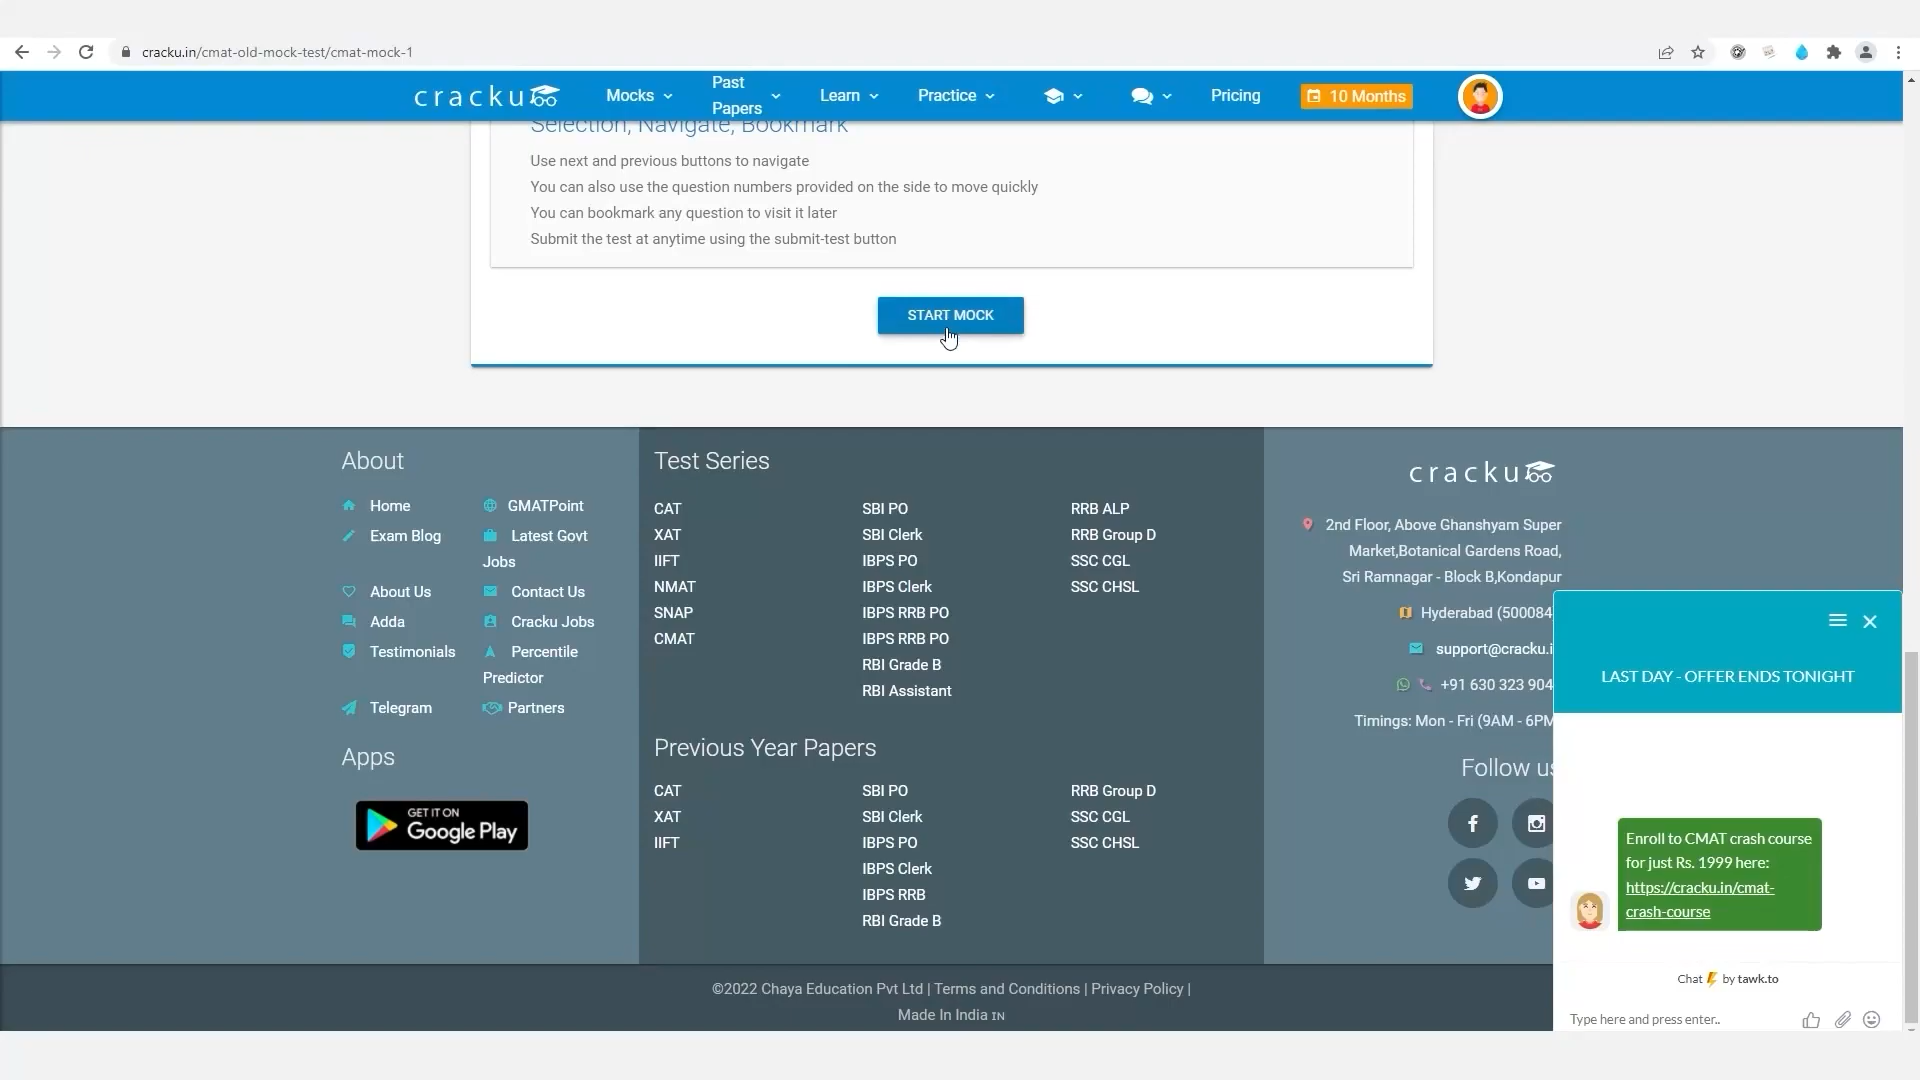 cracku.in/cmat-old-mock-test/cmat-mock-1
cracku
Mocks
Past
Papers
Learn
Practice
Pricing
10 Months
Selection, Navigate, Bookmark
Use next and previous buttons to navigate
You can also use the question numbers provided on the side to move quickly
You can bookmark any question to visit it later
Submit the test at anytime using the submit-test button
START MOCK
About
Home
GMATPoint
Exam Blog
Latest Govt
Jobs
About Us
Contact Us
Adda
Cracku Jobs
Testimonials
Percentile
Predictor
Telegram
Partners
Apps
GET IT ON
Google Play
Test Series
CAT
XAT
IIFT
NMAT
SNAP
CMAT
SBI PO
SBI Clerk
IBPS PO
IBPS Clerk
IBPS RRB PO
IBPS RRB PO
RBI Grade B
RBI Assistant
RRB ALP
RRB Group D
SSC CGL
SSC CHSL
Previous Year Papers
CAT
XAT
IIFT
SBI PO
SBI Clerk
IBPS PO
IBPS Clerk
IBPS RRB
RBI Grade B
RRB Group D
SSC CGL
SSC CHSL
cracku
2nd Floor, Above Ghanshyam Super
Market,Botanical Gardens Road,
Sri Ramnagar - Block B,Kondapur
Hyderabad (500084
support@cracku.i
+91 630 323 904
Timings: Mon - Fri (9AM - 6PM
Follow us
LAST DAY - OFFER ENDS TONIGHT
Enroll to CMAT crash course
for just Rs. 1999 here:
https://cracku.in/cmat-
crash-course
Chat by tawk.to
Type here and press enter..
©2022 Chaya Education Pvt Ltd | Terms and Conditions | Privacy Policy |
Made In India IN